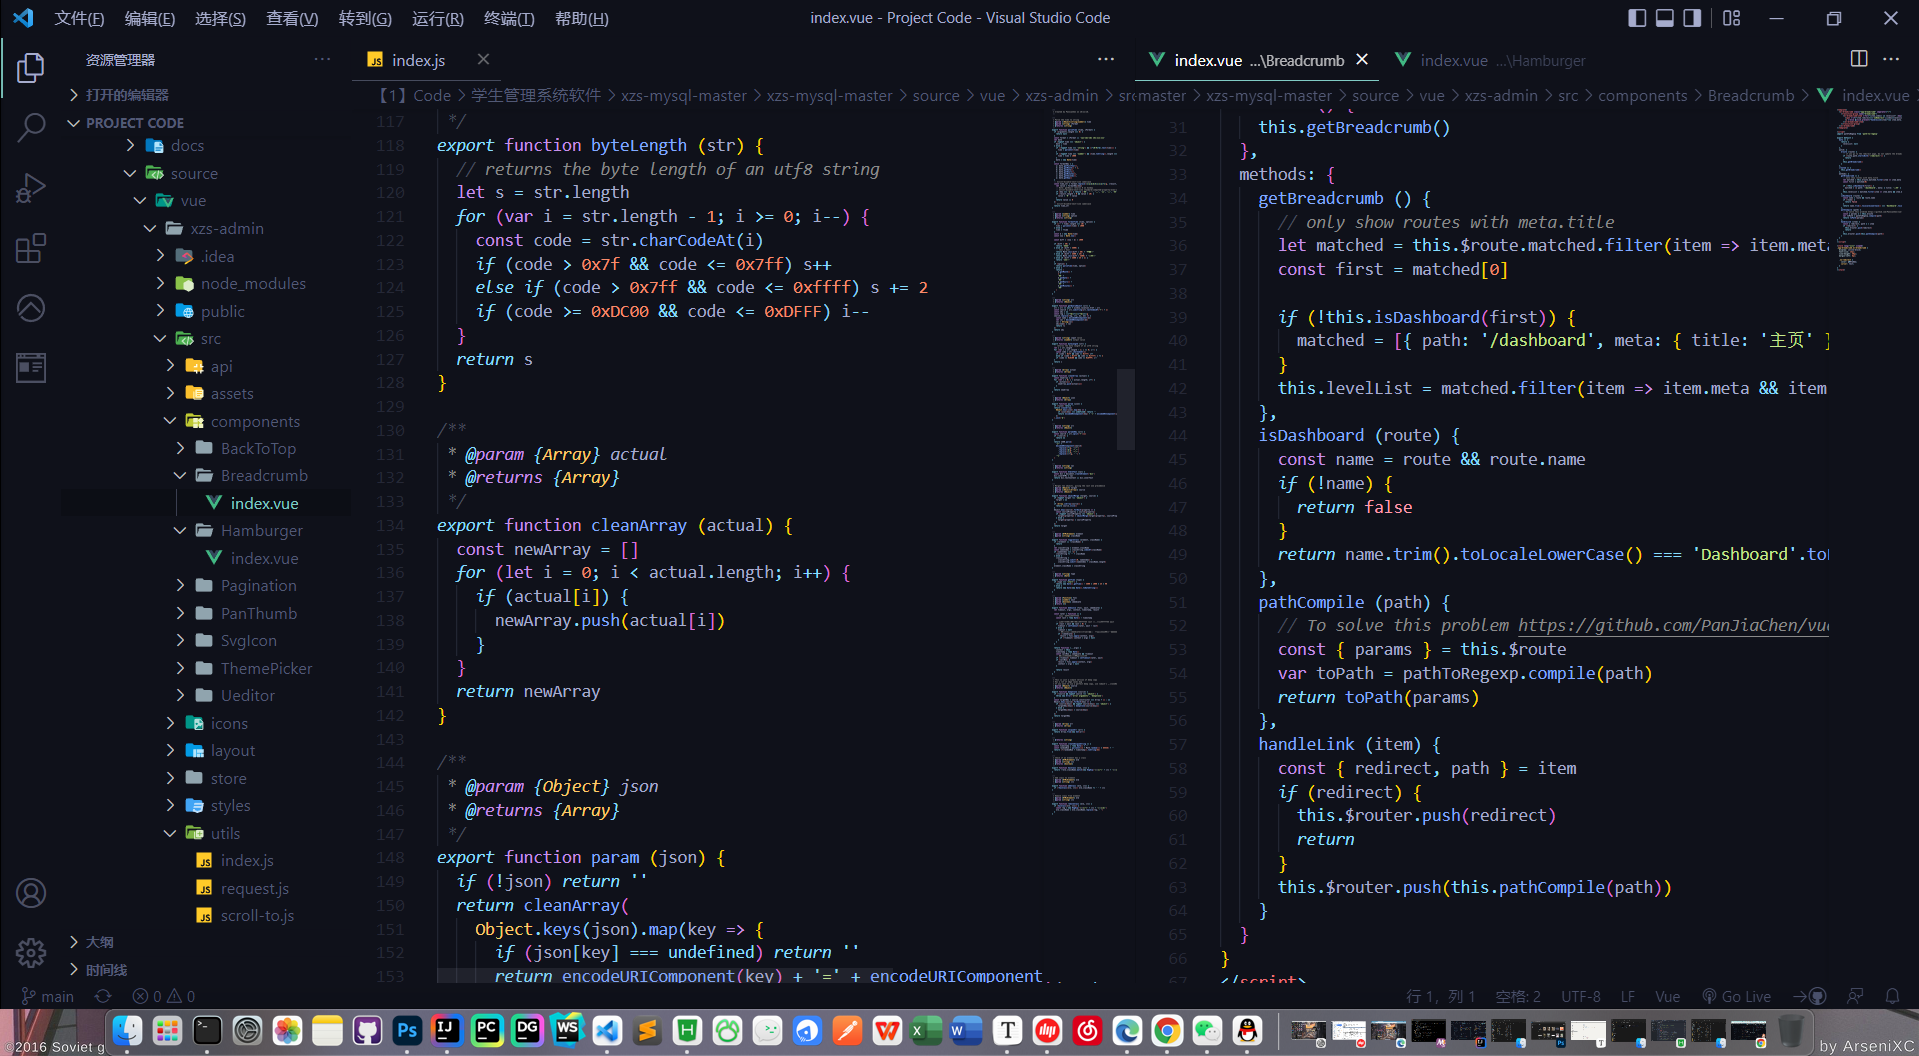 文件(F) 编辑(E) 选择(S) 查看(V) 转到(G) 运行(R) 终端(T) 帮助(H)
index.vue - Project Code - Visual Studio Code
资源管理器
打开的编辑器
PROJECT CODE
docs
source
vue
xzs-admin
.idea
node_modules
public
src
api
assets
components
BackToTop
Breadcrumb
index.vue
Hamburger
index.vue
Pagination
PanThumb
SvgIcon
ThemePicker
Ueditor
icons
layout
store
styles
utils
index.js
request.js
scroll-to.js
大纲
时间线
index.js
【1】Code > 学生管理系统软件 > xzs-mysql-master > xzs-mysql-master > source > vue > xzs-admin > src
117 */
118 export function byteLength (str) {
119 // returns the byte length of an utf8 string
120 let s = str.length
121 for (var i = str.length - 1; i >= 0; i--) {
122 const code = str.charCodeAt(i)
123 if (code > 0x7f && code <= 0x7ff) s++
124 else if (code > 0x7ff && code <= 0xffff) s += 2
125 if (code >= 0xDC00 && code <= 0xDFFF) i--
126 }
127 return s
128 }
129
130 /**
131 * @param {Array} actual
132 * @returns {Array}
133 */
134 export function cleanArray (actual) {
135 const newArray = []
136 for (let i = 0; i < actual.length; i++) {
137 if (actual[i]) {
138 newArray.push(actual[i])
139 }
140 }
141 return newArray
142 }
143
144 /**
145 * @param {Object} json
146 * @returns {Array}
147 */
148 export function param (json) {
149 if (!json) return ''
150 return cleanArray(
151 Object.keys(json).map(key => {
152 if (json[key] === undefined) return ''
153 return encodeURIComponent(key) + '=' + encodeURIComponent
index.vue ...\Breadcrumb
index.vue ...\Hamburger
master > xzs-mysql-master > source > vue > xzs-admin > src > components > Breadcrumb > index.vue
31 this.getBreadcrumb()
32 },
33 methods: {
34 getBreadcrumb () {
35 // only show routes with meta.title
36 let matched = this.$route.matched.filter(item => item.meta
37 const first = matched[0]
38
39 if (!this.isDashboard(first)) {
40 matched = [{ path: '/dashboard', meta: { title: '主页' }
41 }
42 this.levelList = matched.filter(item => item.meta && item
43 },
44 isDashboard (route) {
45 const name = route && route.name
46 if (!name) {
47 return false
48 }
49 return name.trim().toLocaleLowerCase() === 'Dashboard'.to
50 },
51 pathCompile (path) {
52 // To solve this problem https://github.com/PanJiaChen/vue
53 const { params } = this.$route
54 var toPath = pathToRegexp.compile(path)
55 return toPath(params)
56 },
57 handleLink (item) {
58 const { redirect, path } = item
59 if (redirect) {
60 this.$router.push(redirect)
61 return
62 }
63 this.$router.push(this.pathCompile(path))
64 }
65 }
66 }
67 </script>
main 0 0
行 1, 列 1 空格: 2 UTF-8 LF Vue Go Live
©2016 Soviet g
by ArseniXC